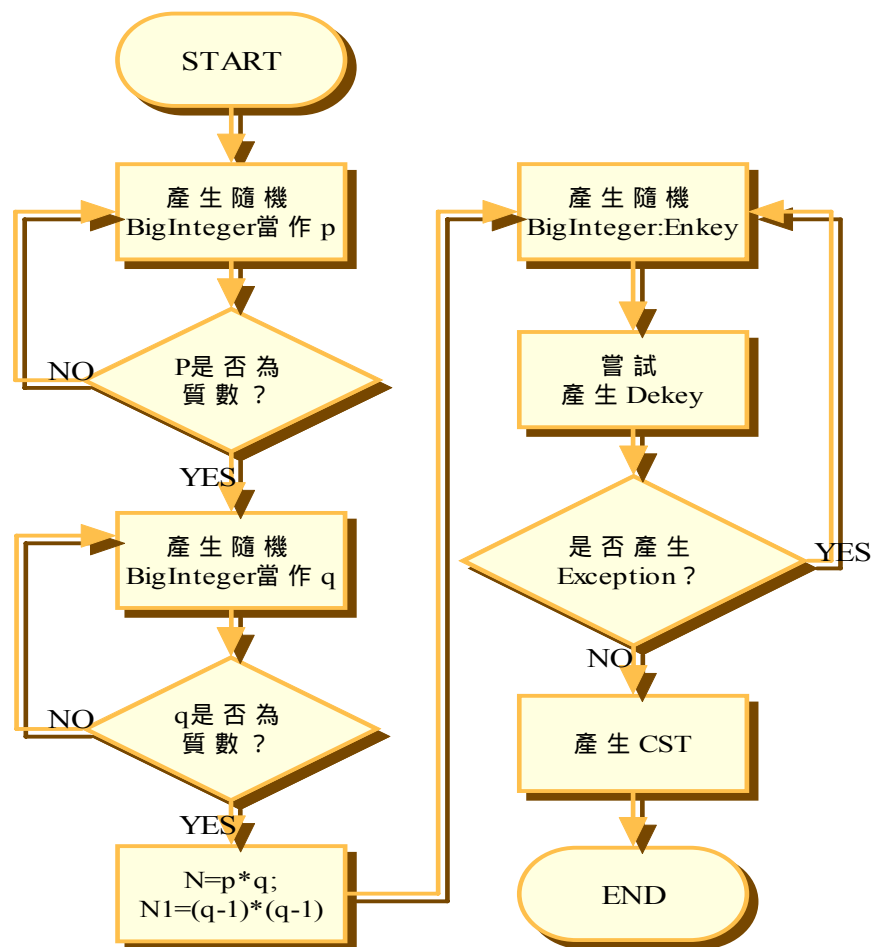 START
產生隨機
BigInteger當作 p
P是否為
質數？
NO
YES
產生隨機
BigInteger當作 q
q是否為
質數？
NO
YES
N=p*q;
N1=(q-1)*(q-1)
產生隨機
BigInteger:Enkey
嘗試
產生 Dekey
是否產生
Exception？
YES
NO
產生 CST
END